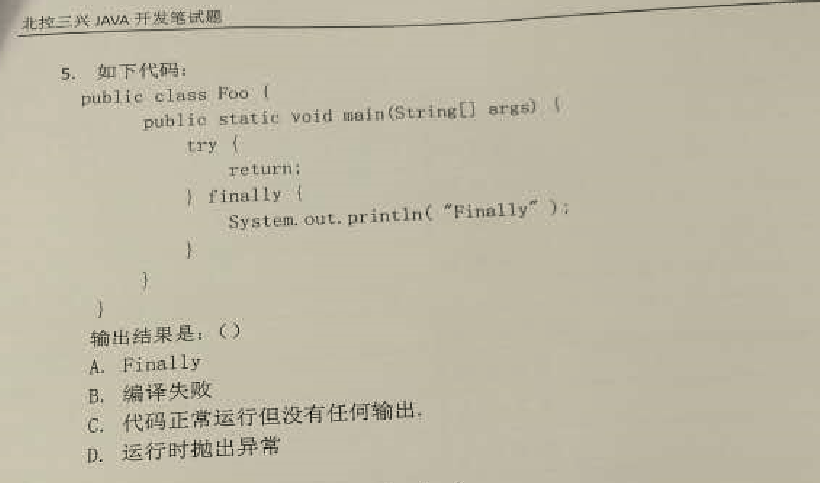 北控三兴 JAVA 开发笔试题
5. 如下代码：
public class Foo {
public static void main(String[] args) {
try {
return;
} finally {
System.out.println( "Finally" );
}
}
}
输出结果是：（）
A. Finally
B. 编译失败
C. 代码正常运行但没有任何输出.
D. 运行时抛出异常